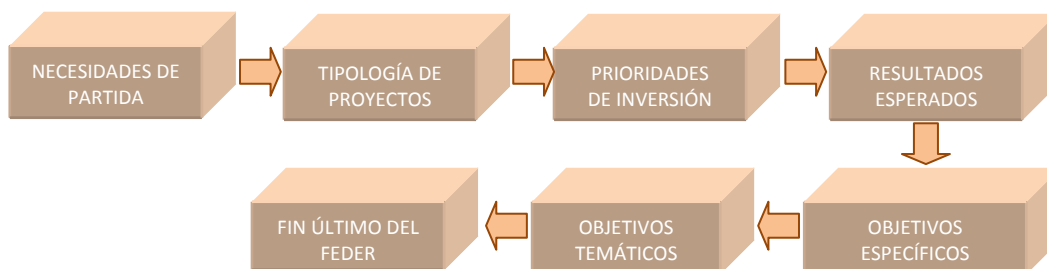 NECESIDADES DE
PARTIDA
TIPOLOGÍA DE
PROYECTOS
PRIORIDADES
DE INVERSIÓN
RESULTADOS
ESPERADOS
OBJETIVOS
ESPECÍFICOS
OBJETIVOS
TEMÁTICOS
FIN ÚLTIMO DEL
FEDER